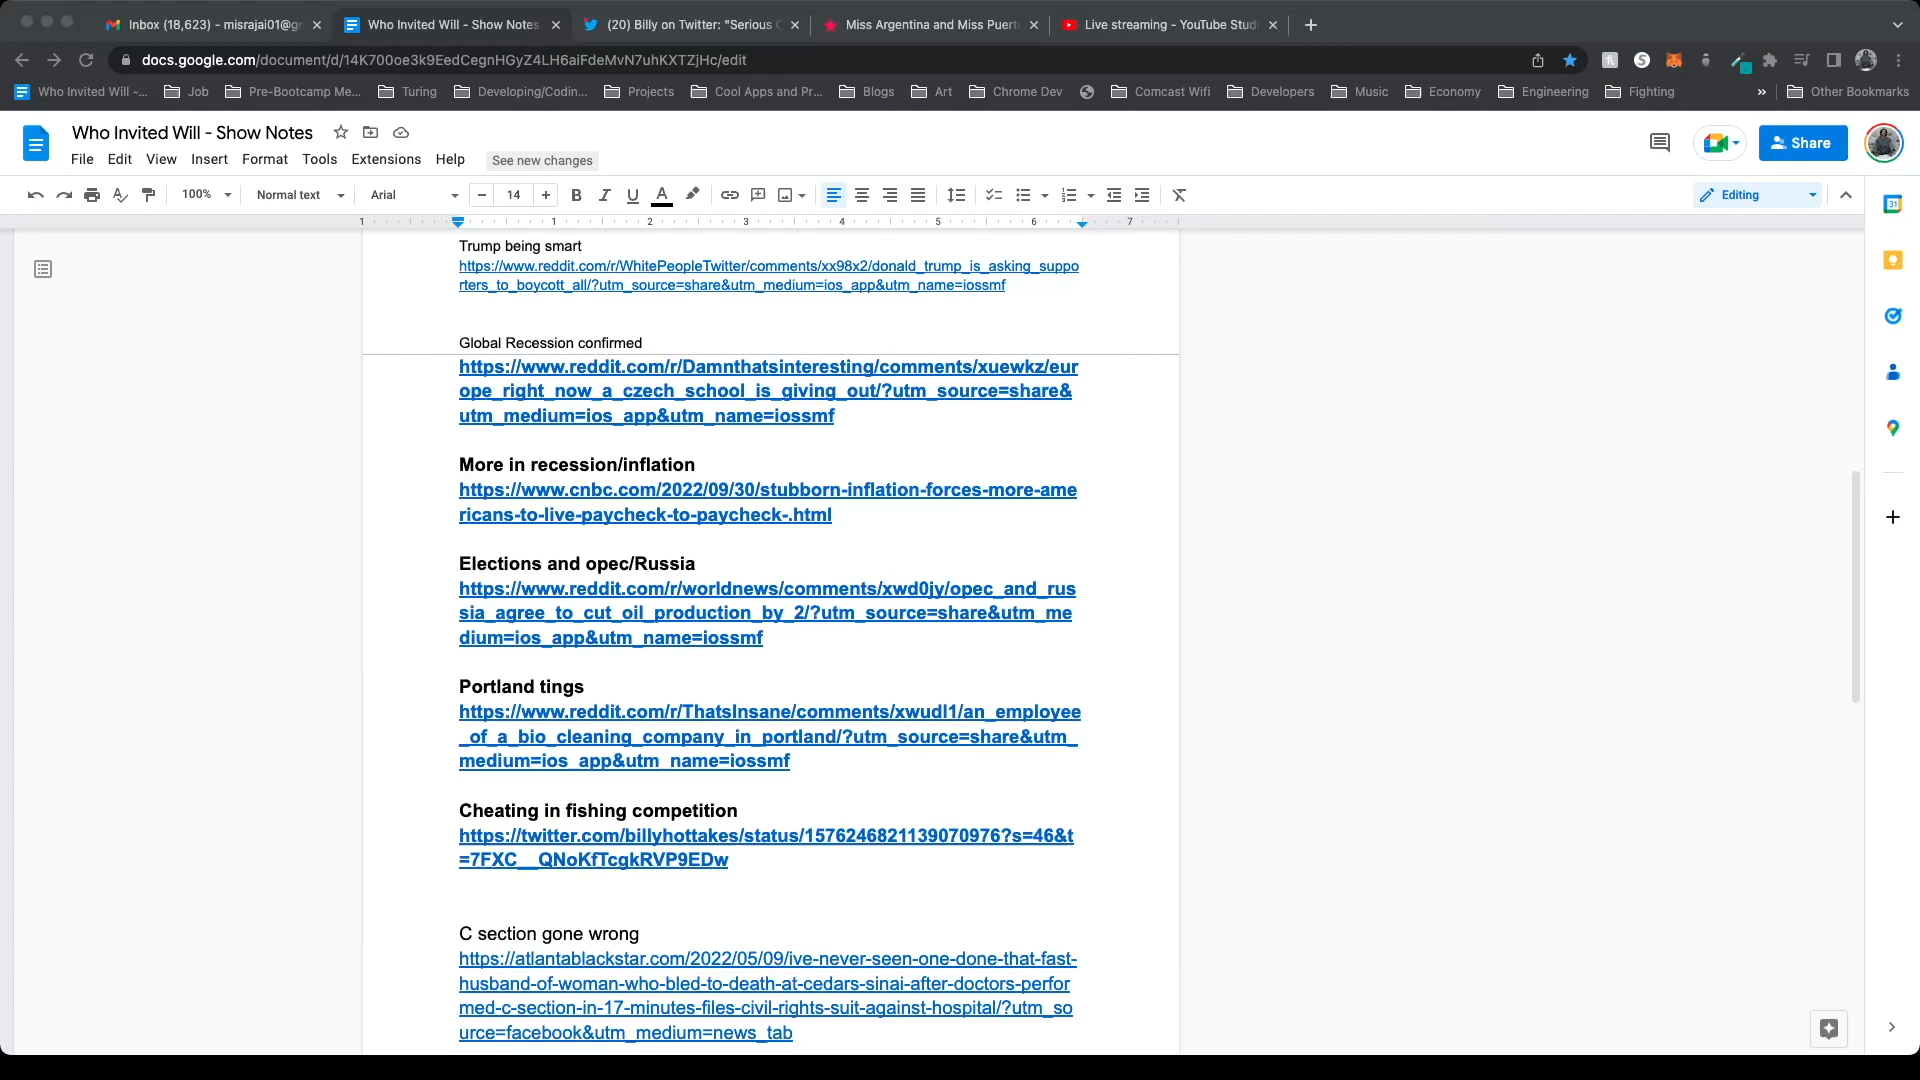 Inbox (18,623) - misrajai01@g
Who Invited Will - Show Notes
(20) Billy on Twitter: "Serious
Miss Argentina and Miss Puert
Live streaming - YouTube Studi
docs.google.com/document/d/14K700oe3k9EedCegnHGyZ4LH6aiFdeMvN7uhKXTZjHc/edit
Who Invited Will -...
Job
Pre-Bootcamp Me...
Turing
Developing/Codin...
Projects
Cool Apps and Pr...
Blogs
Art
Chrome Dev
Comcast Wifi
Developers
Music
Economy
Engineering
Fighting
»
Other Bookmarks
Who Invited Will - Show Notes
File Edit View Insert Format Tools Extensions Help
See new changes
Share
100%
Normal text
Arial
14
B I U A
Editing
1 1 2 3 4 5 6 7
31
Trump being smart
https://www.reddit.com/r/WhitePeopleTwitter/comments/xx98x2/donald_trump_is_asking_suppo
rters_to_boycott_all/?utm_source=share&utm_medium=ios_app&utm_name=iossmf
Global Recession confirmed
https://www.reddit.com/r/Damnthatsinteresting/comments/xuewkz/eur
ope_right_now_a_czech_school_is_giving_out/?utm_source=share&
utm_medium=ios_app&utm_name=iossmf
More in recession/inflation
https://www.cnbc.com/2022/09/30/stubborn-inflation-forces-more-ame
ricans-to-live-paycheck-to-paycheck-.html
Elections and opec/Russia
https://www.reddit.com/r/worldnews/comments/xwd0jy/opec_and_rus
sia_agree_to_cut_oil_production_by_2/?utm_source=share&utm_me
dium=ios_app&utm_name=iossmf
Portland tings
https://www.reddit.com/r/ThatsInsane/comments/xwudl1/an_employee
_of_a_bio_cleaning_company_in_portland/?utm_source=share&utm_
medium=ios_app&utm_name=iossmf
Cheating in fishing competition
https://twitter.com/billyhottakes/status/1576246821139070976?s=46&t
=7FXC__QNoKfTcgkRVP9EDw
C section gone wrong
https://atlantablackstar.com/2022/05/09/ive-never-seen-one-done-that-fast-
husband-of-woman-who-bled-to-death-at-cedars-sinai-after-doctors-perfor
med-c-section-in-17-minutes-files-civil-rights-suit-against-hospital/?utm_so
urce=facebook&utm_medium=news_tab